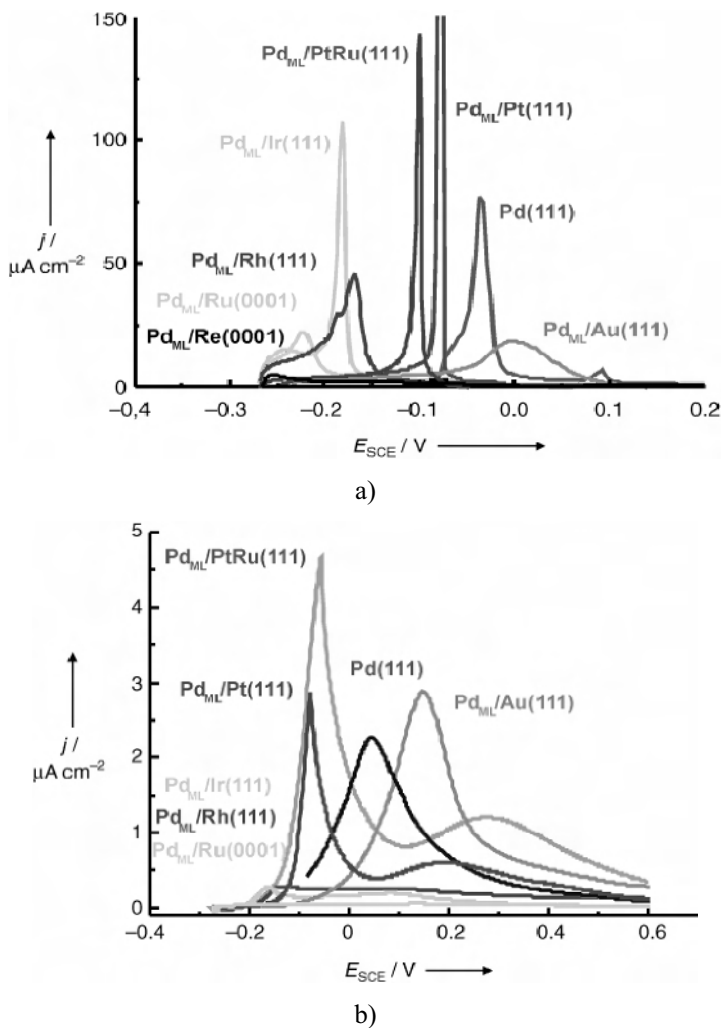 150
Pd_ML/PtRu(111)
Pd_ML/Pt(111)
Pd_ML/Ir(111)
100
Pd(111)
j /
μA cm⁻²
Pd_ML/Rh(111)
50
Pd_ML/Ru(0001)
Pd_ML/Au(111)
Pd_ML/Re(0001)
0
−0,4 −0.3 −0.2 −0.1 0.0 0.1 0.2
E_SCE / V
a)
5
Pd_ML/PtRu(111)
4
Pd(111)
Pd_ML/Pt(111)
Pd_ML/Au(111)
3
j /
μA cm⁻²
2
Pd_ML/Ir(111)
Pd_ML/Rh(111)
1
Pd_ML/Ru(0001)
0
−0.4 −0.2 0 0.2 0.4 0.6
E_SCE / V
b)